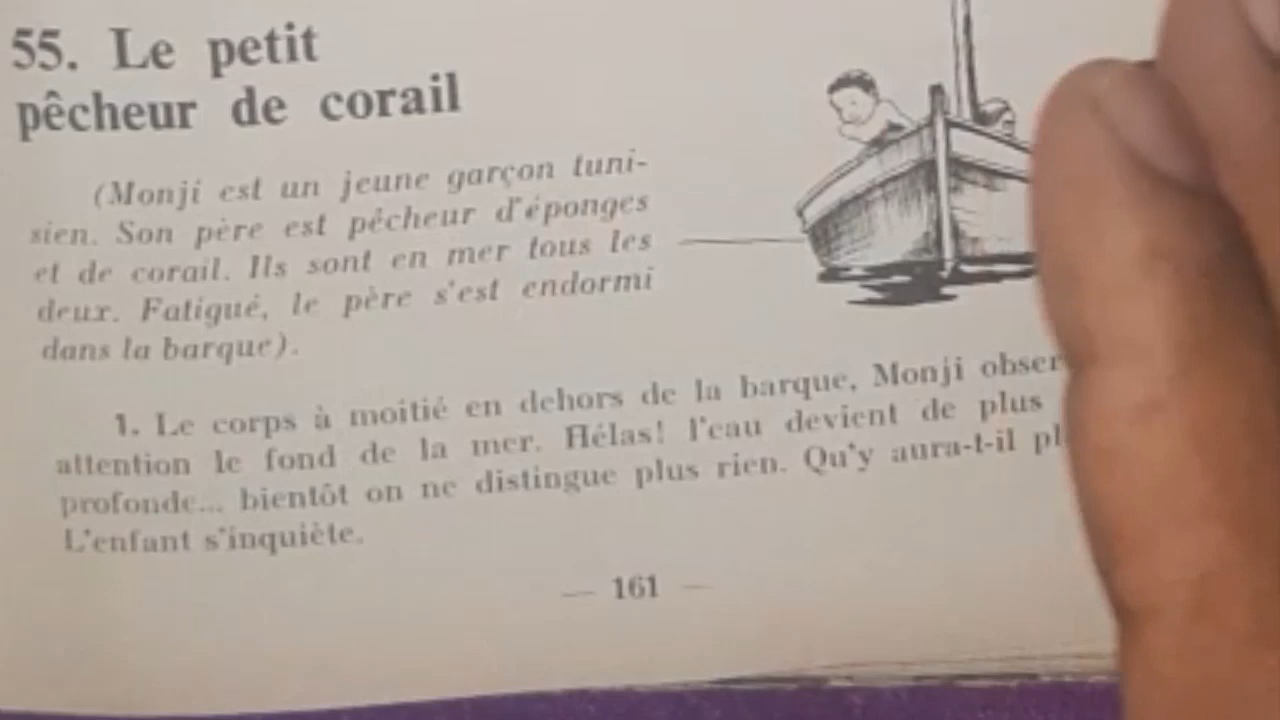 55. Le petit
pêcheur de corail
(Monji est un jeune garçon tuni-
sien. Son père est pêcheur d'éponges
et de corail. Ils sont en mer tous les
deux. Fatigué, le père s'est endormi
dans la barque).
1. Le corps à moitié en dehors de la barque, Monji
attention le fond de la mer. Hélas! l'eau devient de plus
profonde... bientôt on ne distingue plus rien. Qu'y aura-t-il
L'enfant s'inquiète.
— 161 —